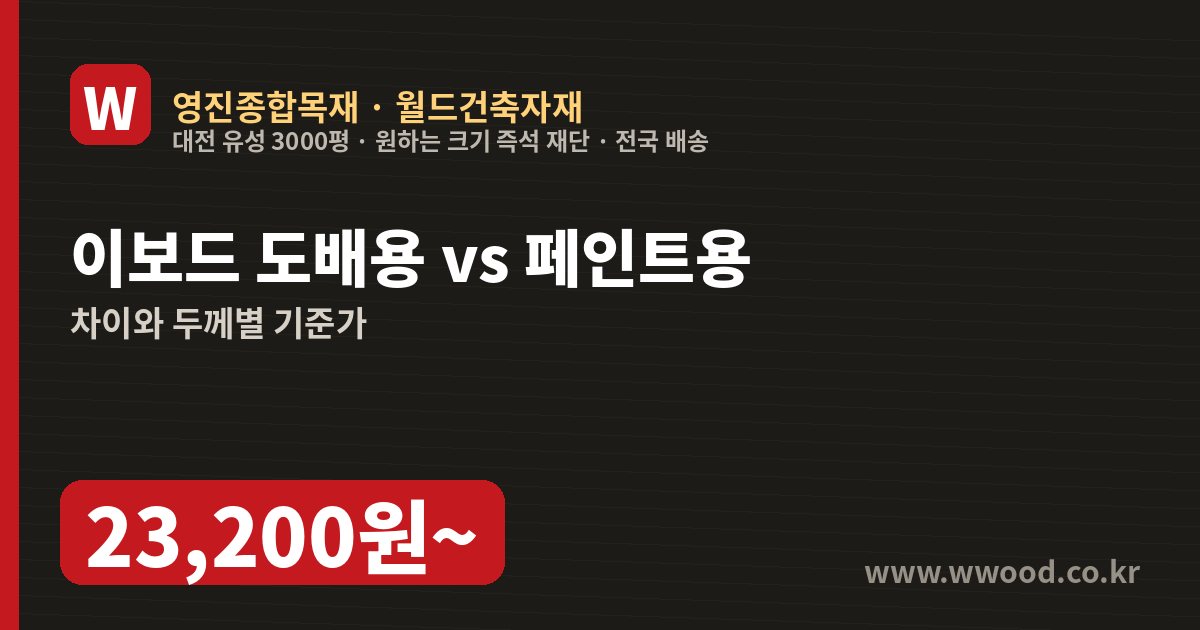 W
영진종합목재 · 월드건축자재
대전 유성 3000평 · 원하는 크기 즉석 재단 · 전국 배송
이보드 도배용 vs 페인트용
차이와 두께별 기준가
23,200원~
www.wwood.co.kr